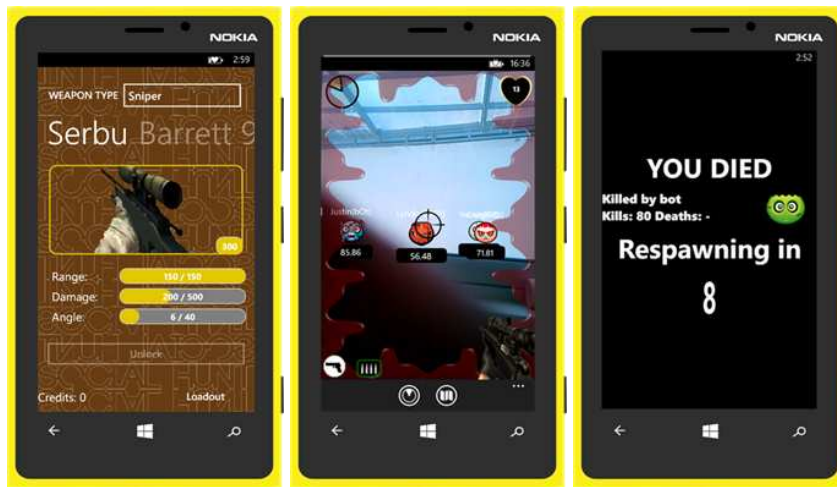 NOKIA
2:59
WEAPON TYPE Sniper
Serbu Barrett 9
300
Range: 150 / 150
Damage: 200 / 500
Angle: 6 / 40
Unlock
Credits: 0 Loadout
NOKIA
16:36
13
85.86 56.48 71.81
...
NOKIA
2:52
YOU DIED
Killed by bot
Kills: 80 Deaths: -
Respawning in
8